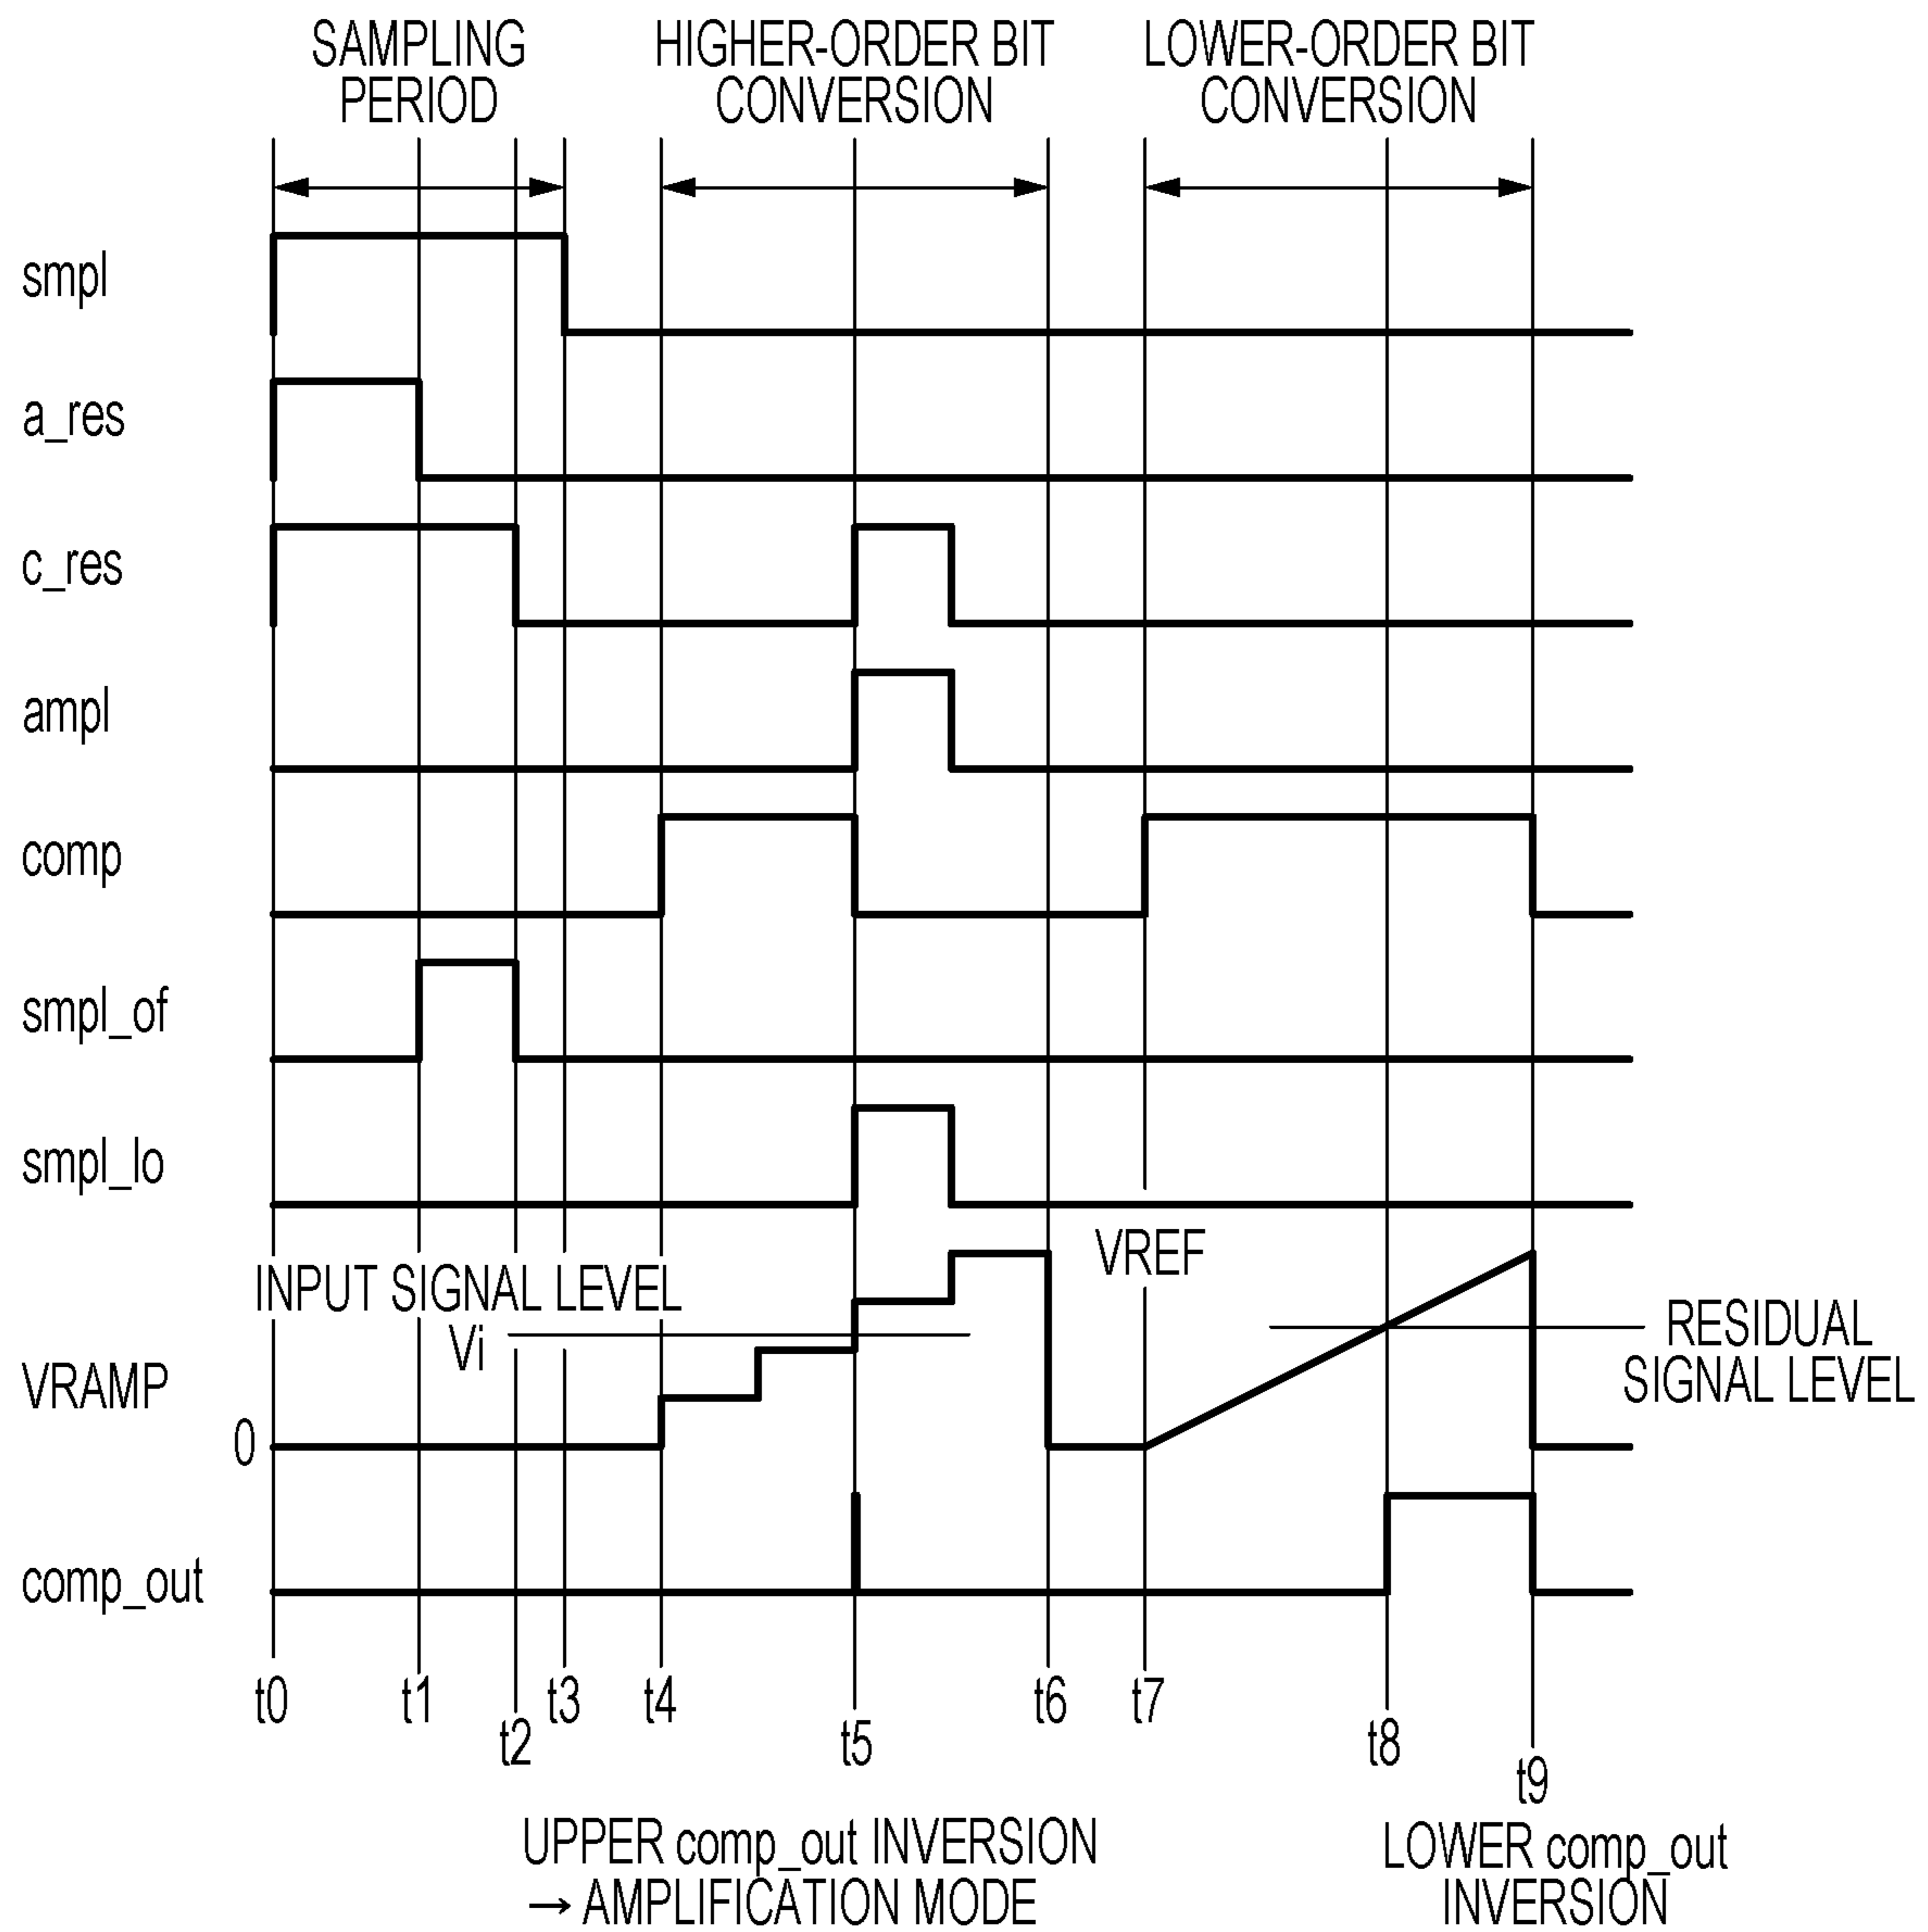 SAMPLING
PERIOD
HIGHER-ORDER BIT
CONVERSION
LOWER-ORDER BIT
CONVERSION
smpl
a_res
c_res
ampl
comp
smpl_of
smpl_lo
VREF
INPUT SIGNAL LEVEL
Vi
RESIDUAL
SIGNAL LEVEL
VRAMP
0
comp_out
t0
t1
t2
t3
t4
t5
t6
t7
t8
t9
UPPER comp_out INVERSION
→ AMPLIFICATION MODE
LOWER comp_out
INVERSION